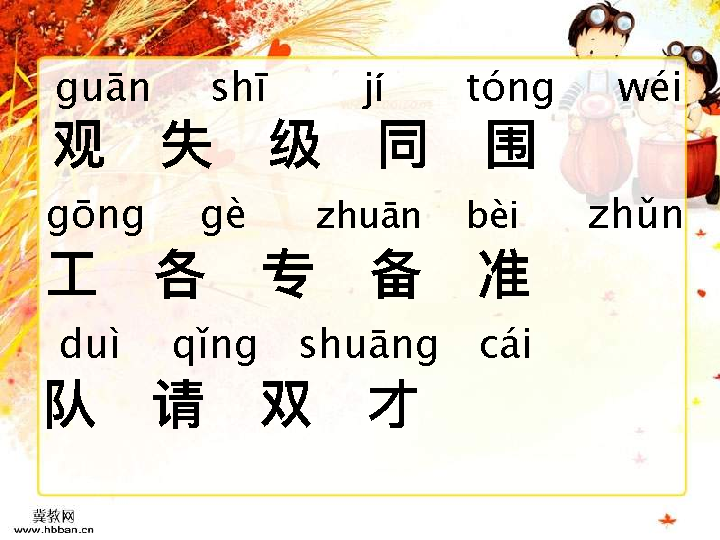 guān shī jí tóng wéi
观 失 级 同 围
gōng gè zhuān bèi zhǔn
工 各 专 备 准
duì qǐng shuāng cái
队 请 双 才
冀教网
www.hbban.cn